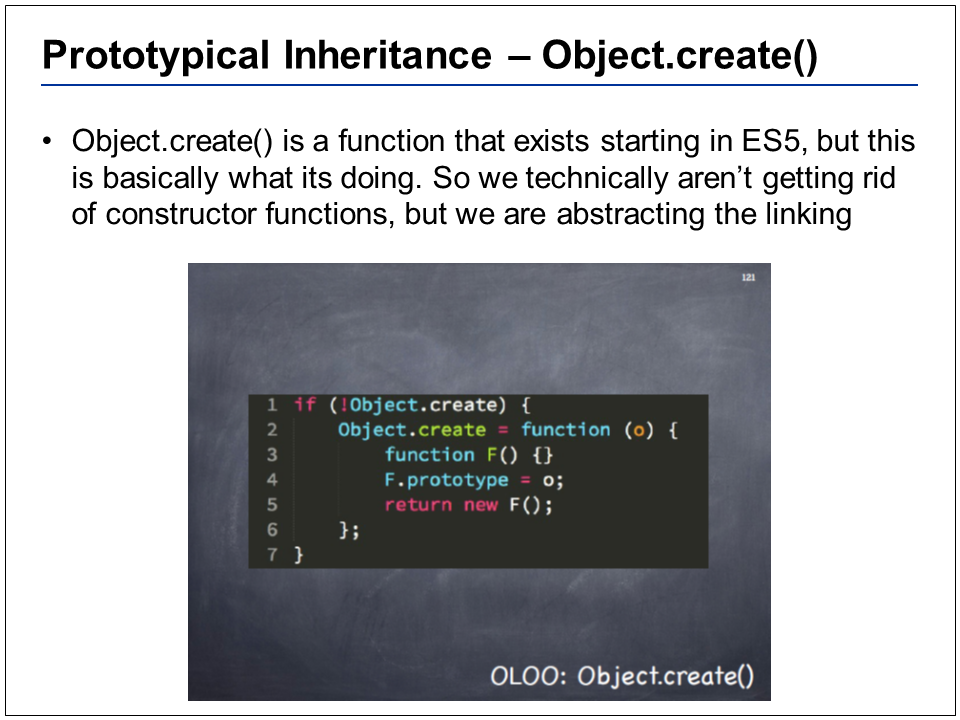 Prototypical Inheritance – Object.create()
• Object.create() is a function that exists starting in ES5, but this
is basically what its doing. So we technically aren’t getting rid
of constructor functions, but we are abstracting the linking
121
1 if (!Object.create) {
2 Object.create = function (o) {
3 function F() {}
4 F.prototype = o;
5 return new F();
6 };
7 }
OLOO: Object.create()